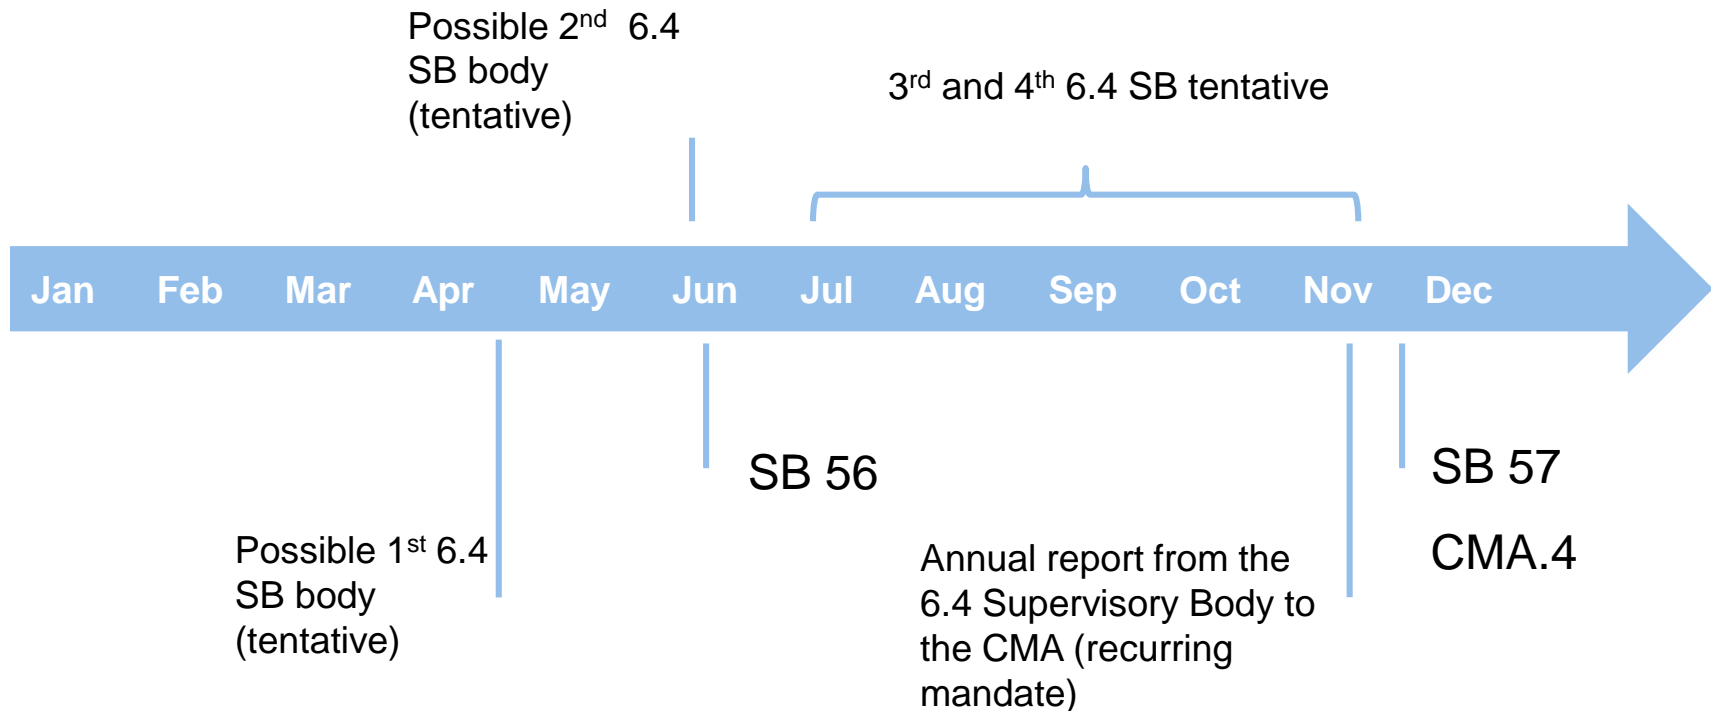 Possible 2nd 6.4
SB body
(tentative)
3rd and 4th 6.4 SB tentative
Jan Feb Mar Apr May Jun Jul Aug Sep Oct Nov Dec
SB 56
SB 57
CMA.4
Possible 1st 6.4
SB body
(tentative)
Annual report from the
6.4 Supervisory Body to
the CMA (recurring
mandate)